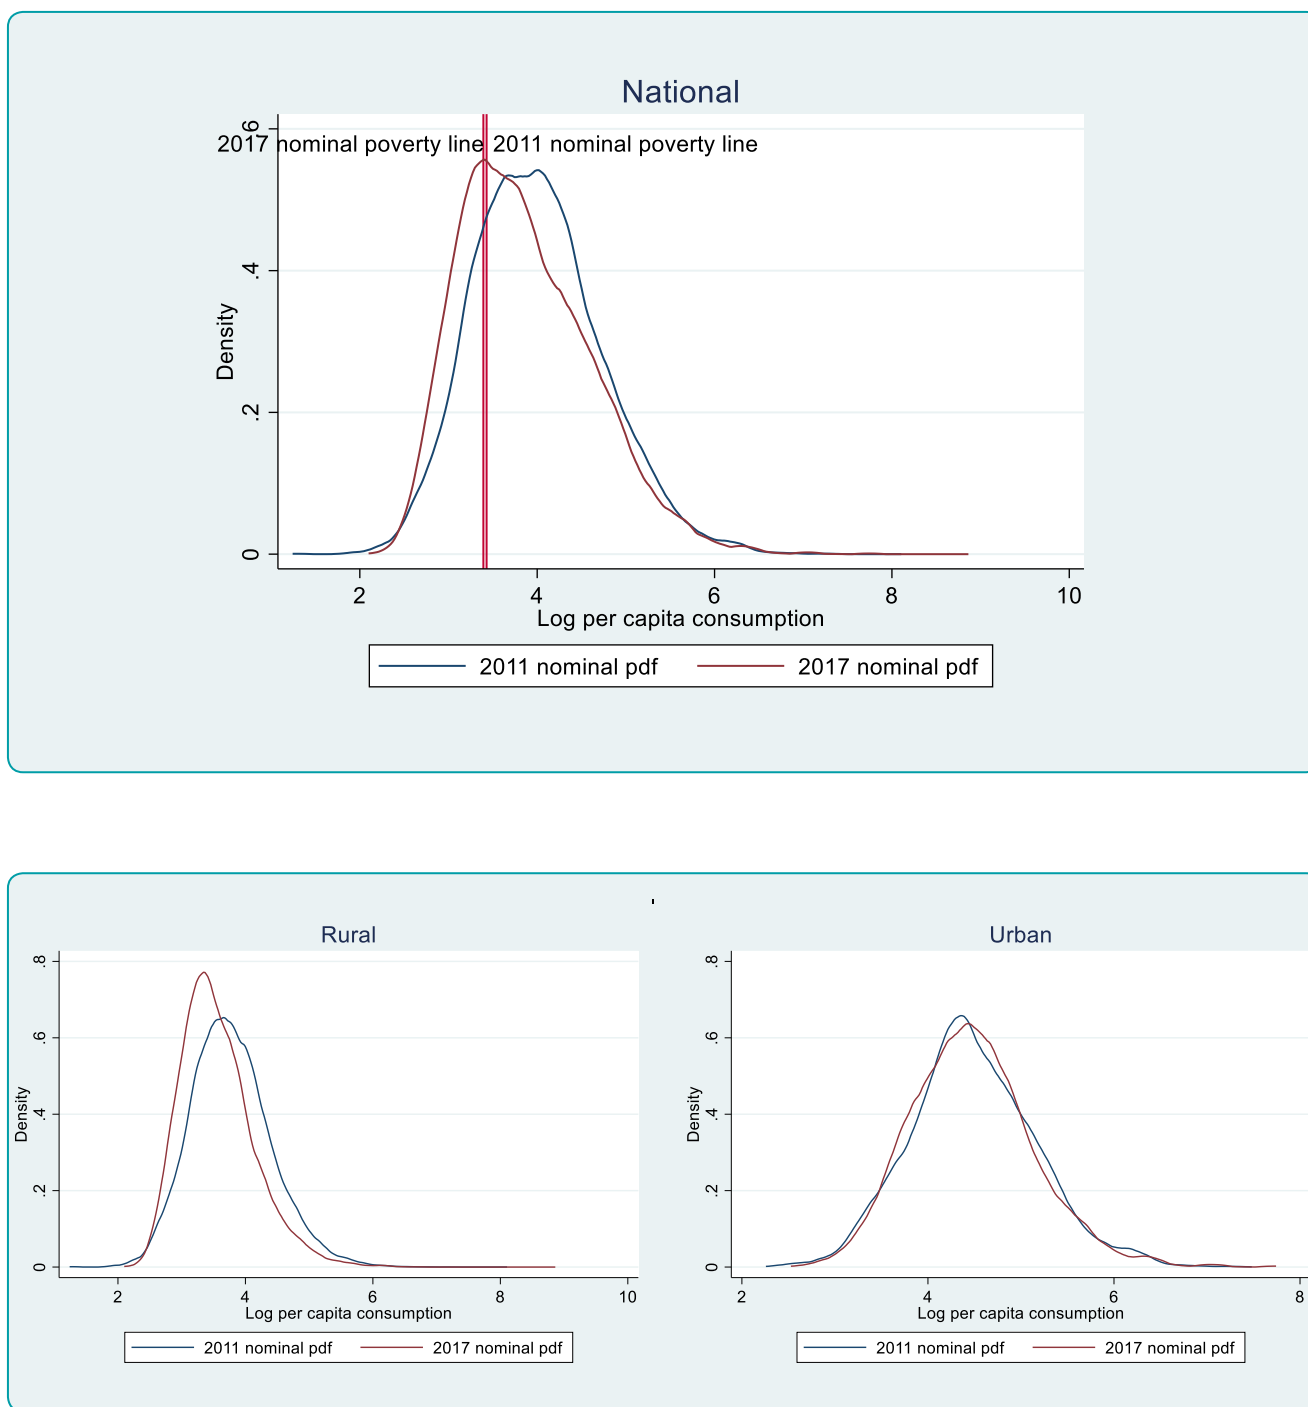 National
.6
2017 nominal poverty line 2011 nominal poverty line
.4
.2
0
Density
2 4 6 8 10
Log per capita consumption
2011 nominal pdf 2017 nominal pdf
Rural
.8
.6
.4
.2
0
Density
2 4 6 8 10
Log per capita consumption
2011 nominal pdf 2017 nominal pdf
Urban
.8
.6
.4
.2
0
Density
2 4 6 8
Log per capita consumption
2011 nominal pdf 2017 nominal pdf